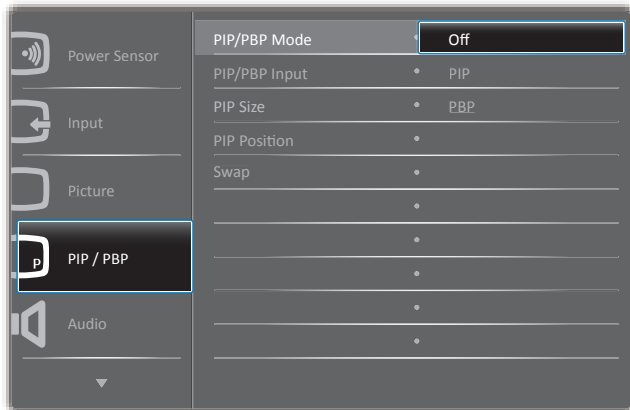 PIP/PBP Mode Off
Power Sensor
PIP/PBP Input PIP
PIP Size PBP
Input
PIP Position
Swap
Picture
P PIP / PBP
Audio